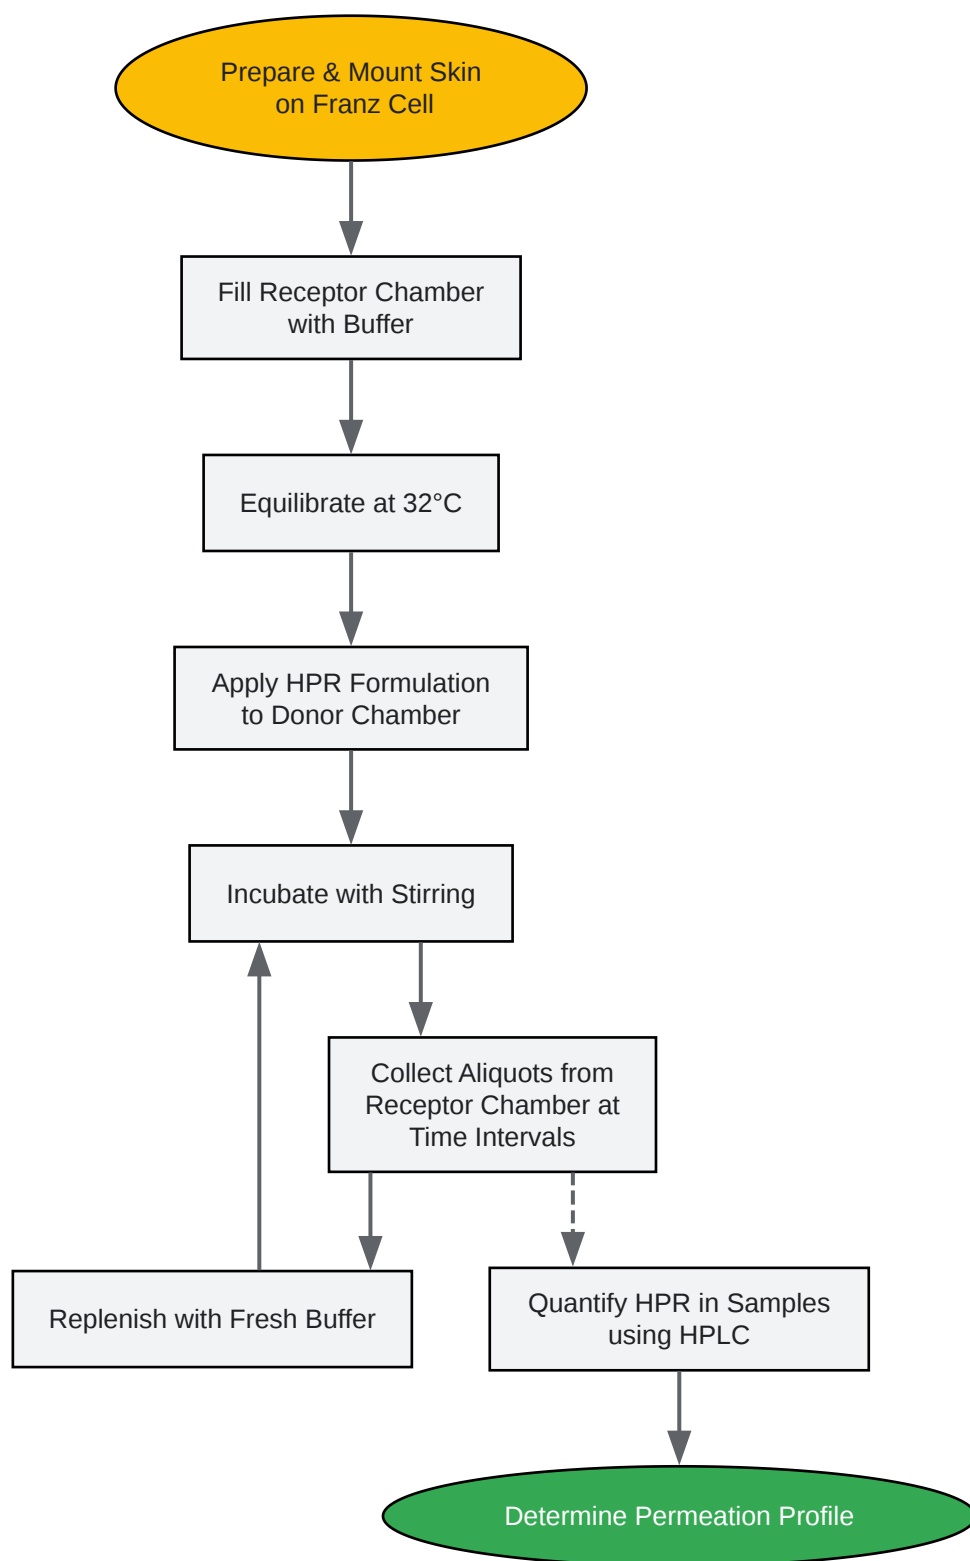 Prepare & Mount Skin
on Franz Cell
Fill Receptor Chamber
with Buffer
Equilibrate at 32°C
Apply HPR Formulation
to Donor Chamber
Incubate with Stirring
Collect Aliquots from
Receptor Chamber at
Time Intervals
Replenish with Fresh Buffer
Quantify HPR in Samples
using HPLC
Determine Permeation Profile